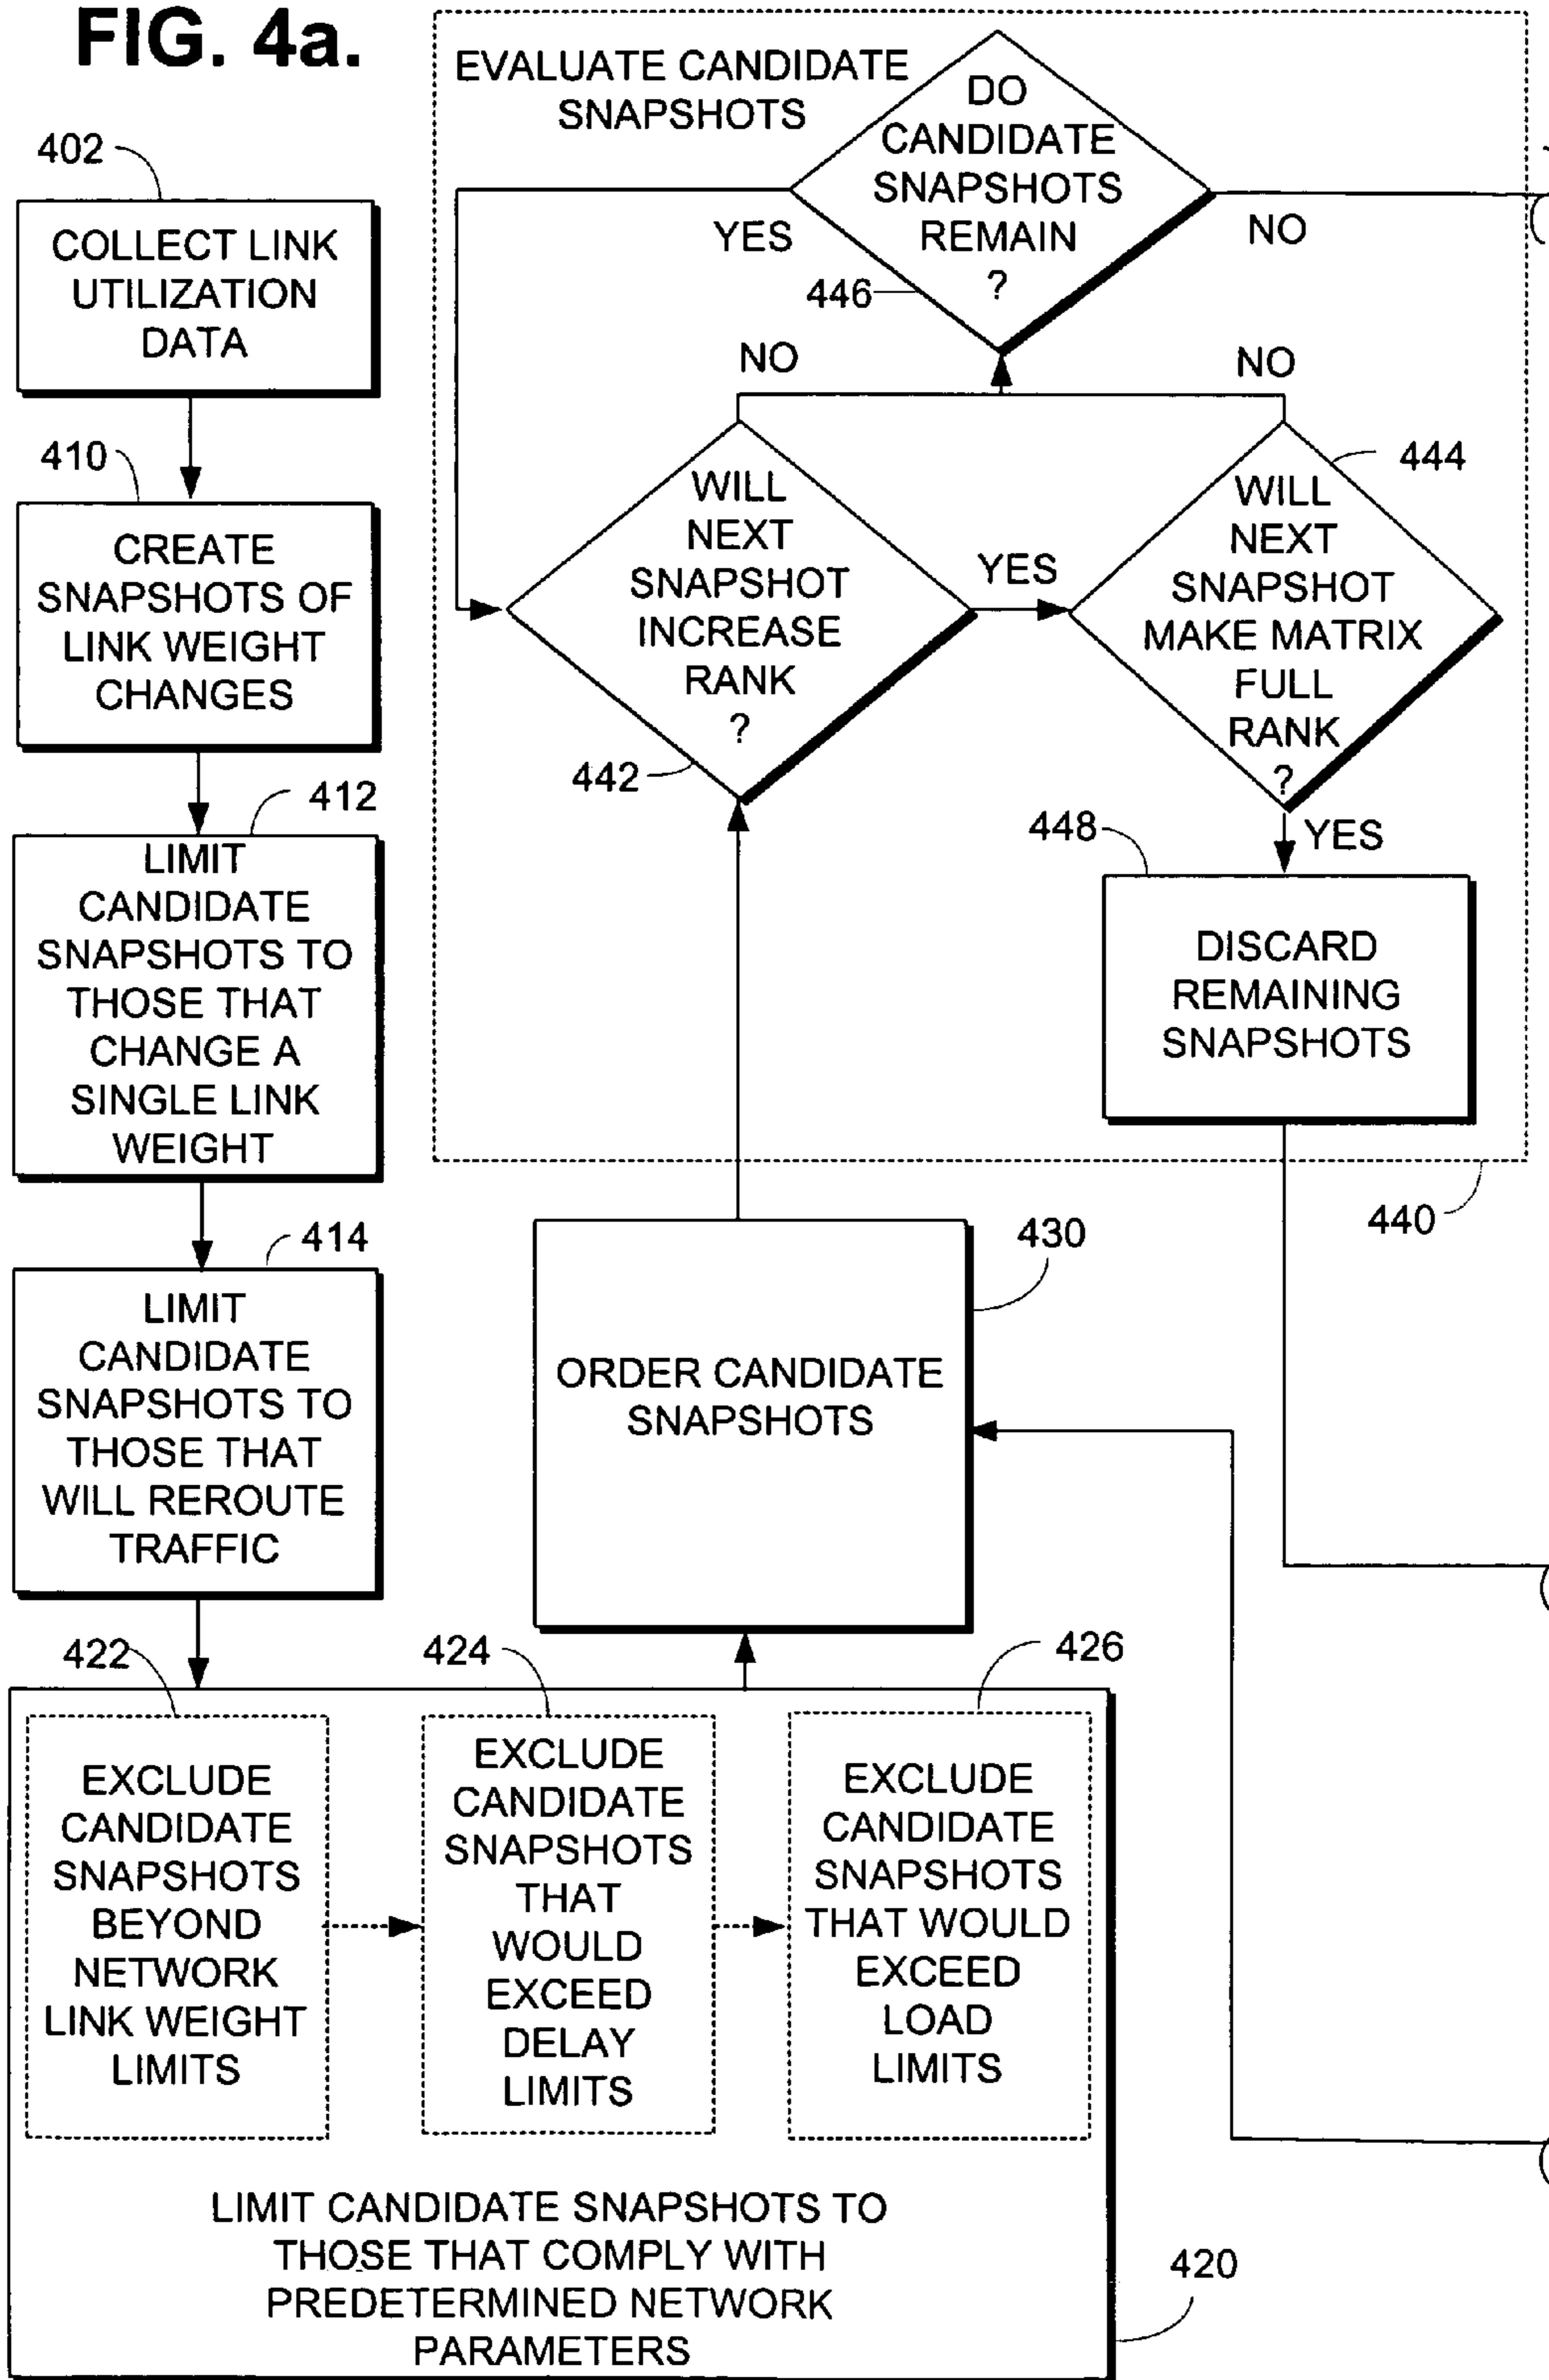 FIG. 4a.
402
COLLECT LINK
UTILIZATION
DATA
410
CREATE
SNAPSHOTS OF
LINK WEIGHT
CHANGES
412
LIMIT
CANDIDATE
SNAPSHOTS TO
THOSE THAT
CHANGE A
SINGLE LINK
WEIGHT
414
LIMIT
CANDIDATE
SNAPSHOTS TO
THOSE THAT
WILL REROUTE
TRAFFIC
422
EXCLUDE
CANDIDATE
SNAPSHOTS
BEYOND
NETWORK
LINK WEIGHT
LIMITS
424
EXCLUDE
CANDIDATE
SNAPSHOTS
THAT
WOULD
EXCEED
DELAY
LIMITS
426
EXCLUDE
CANDIDATE
SNAPSHOTS
THAT WOULD
EXCEED
LOAD
LIMITS
LIMIT CANDIDATE SNAPSHOTS TO
THOSE THAT COMPLY WITH
PREDETERMINED NETWORK
PARAMETERS
420
430
ORDER CANDIDATE
SNAPSHOTS
EVALUATE CANDIDATE
SNAPSHOTS
DO
CANDIDATE
SNAPSHOTS
REMAIN
?
446
YES
NO
NO
NO
WILL
NEXT
SNAPSHOT
INCREASE
RANK
?
442
YES
444
WILL
NEXT
SNAPSHOT
MAKE MATRIX
FULL
RANK
?
YES
448
DISCARD
REMAINING
SNAPSHOTS
440